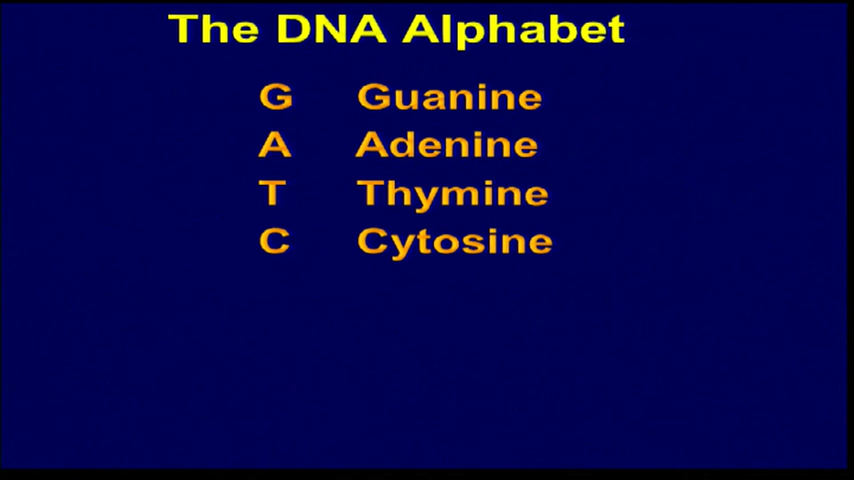 The DNA Alphabet
G Guanine
A Adenine
T Thymine
C Cytosine